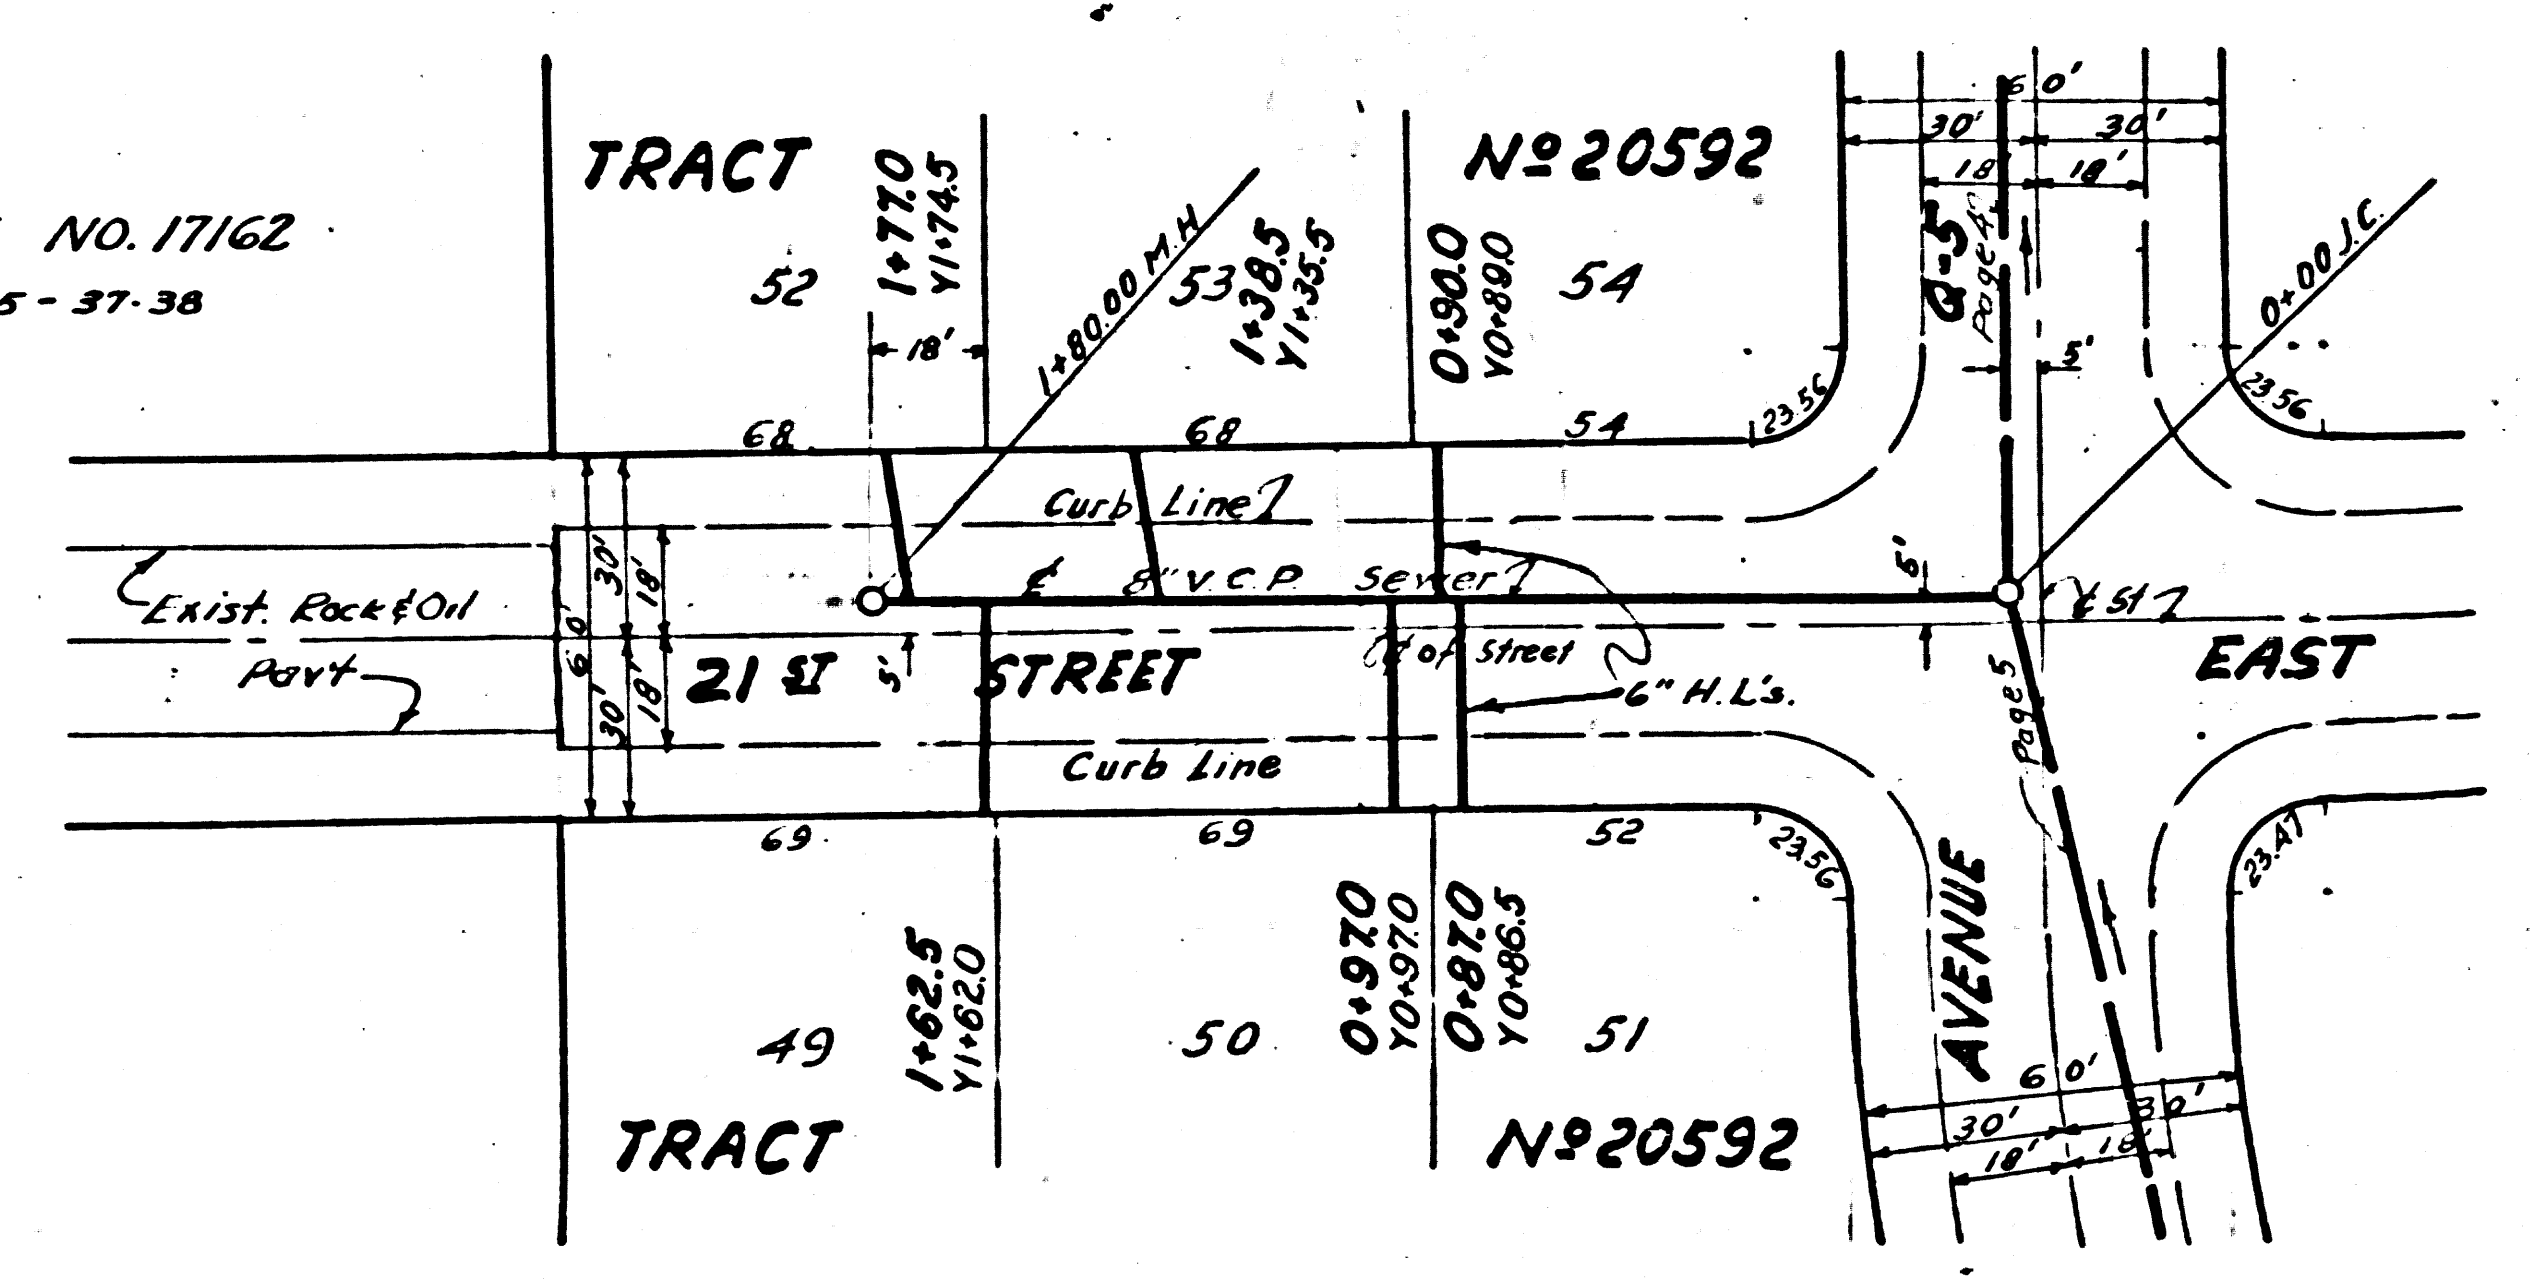 TRACT
Nº 20592
NO. 17162
5 - 37-38
52
1+77.0
Y1+74.5
18'
1+80.00 M.H
53
1+38.5
Y1+35.5
0+90.0
Y0+89.0
54
60'
30'
30'
18'
18'
Q-5
5'
0+00 J.C.
23.56
23.56
68
68
54
Curb Line
℄ 8" V.C.P. Sewer
5'
℄ St
Exist. Rock & Oil
Pav't
60'
30'
18'
30'
18'
21 ST STREET
5'
℄ of Street
6" H.L's.
EAST
Page 5
Curb Line
69
69
52
23.56
23.47
AVENUE
1+62.5
Y1+62.0
0+97.0
Y0+97.0
0+87.0
Y0+86.5
49
50
51
TRACT
Nº 20592
60'
30'
30'
18'
18'